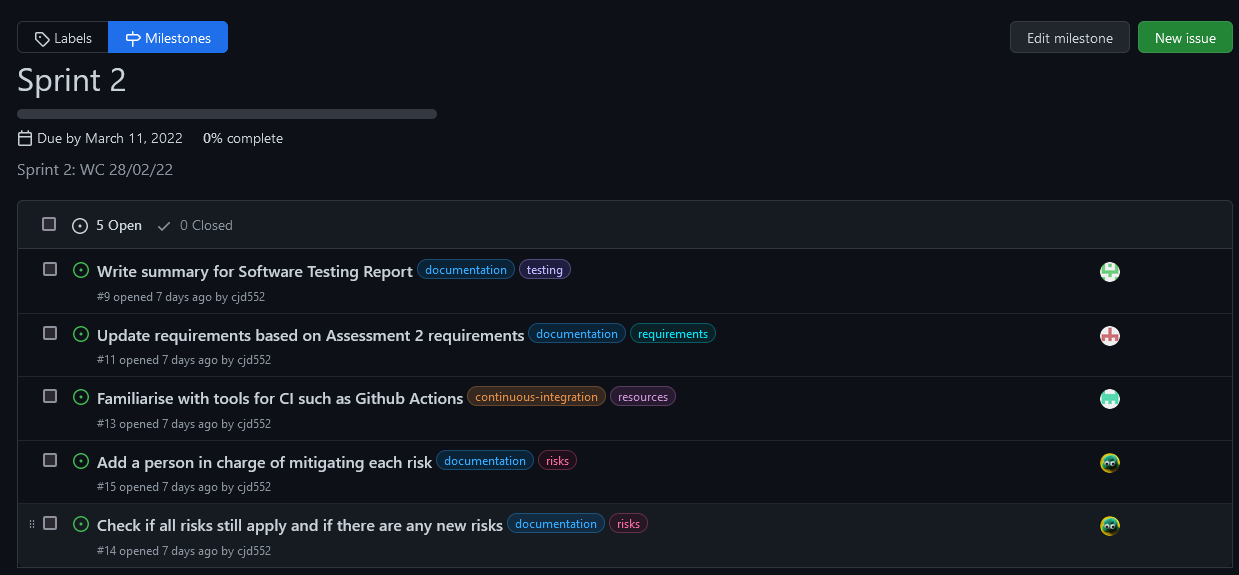 Labels Milestones Edit milestone New issue
Sprint 2
Due by March 11, 2022 0% complete
Sprint 2: WC 28/02/22
5 Open 0 Closed
Write summary for Software Testing Report documentation testing
#9 opened 7 days ago by cjd552
Update requirements based on Assessment 2 requirements documentation requirements
#11 opened 7 days ago by cjd552
Familiarise with tools for CI such as Github Actions continuous-integration resources
#13 opened 7 days ago by cjd552
Add a person in charge of mitigating each risk documentation risks
#15 opened 7 days ago by cjd552
Check if all risks still apply and if there are any new risks documentation risks
#14 opened 7 days ago by cjd552